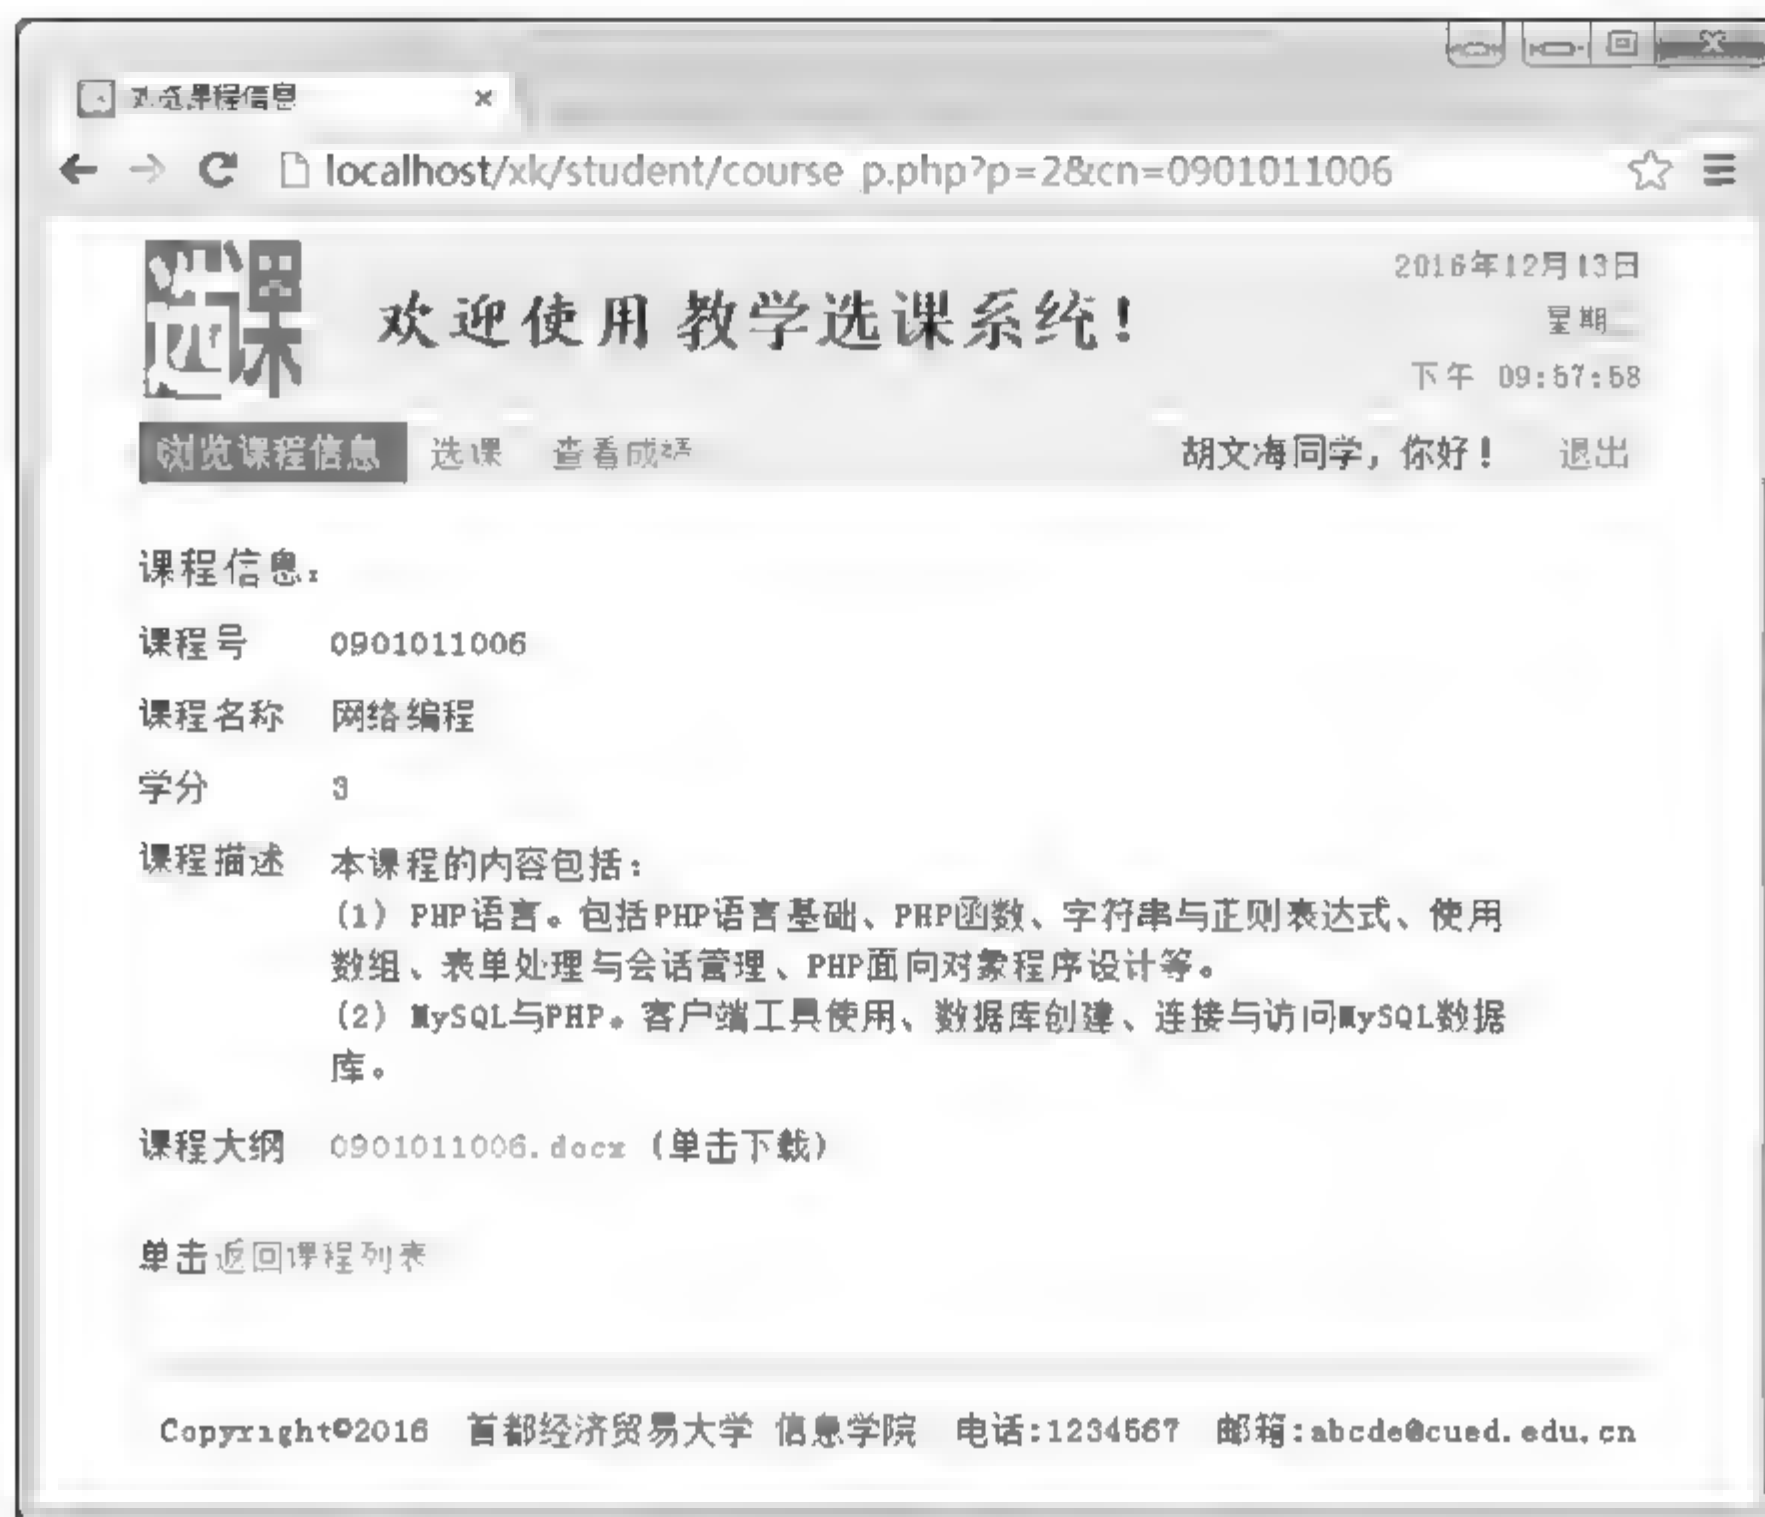 浏览课程信息
localhost/xk/student/course_p.php?p=2&cn=0901011006
选课
欢迎使用 教学选课系统!
2016年12月13日
星期二
下午 09:57:58
浏览课程信息 选课 查看成绩 胡文海同学，你好！ 退出
课程信息：
课程号 0901011006
课程名称 网络编程
学分 3
课程描述 本课程的内容包括：
(1) PHP语言。包括PHP语言基础、PHP函数、字符串与正则表达式、使用
数组、表单处理与会话管理、PHP面向对象程序设计等。
(2) MySQL与PHP。客户端工具使用、数据库创建、连接与访问MySQL数据
库。
课程大纲 0901011006.docx (单击下载)
单击返回课程列表
Copyright©2016 首都经济贸易大学 信息学院 电话:1234567 邮箱:abcde@cued.edu.cn